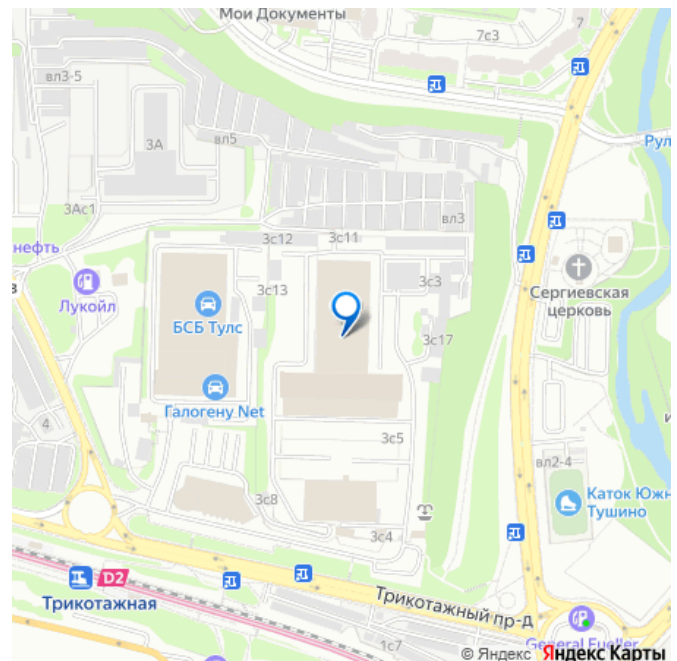 Мои Документы
7с3
7
вл3-5
3А
вл5
Рул
3Ас1
вл3
3с12
3с11
нефть
3с13
3с3
Лукойл
БСБ Тулс
Сергиевская
церковь
3с17
Галогену Net
4
3с5
вл2-4
Каток Южн
Тушино
3с8
3с4
D2
Трикотажная
Трикотажный пр-д
1с7
General Fueller
© Яндекс Яндекс Карты